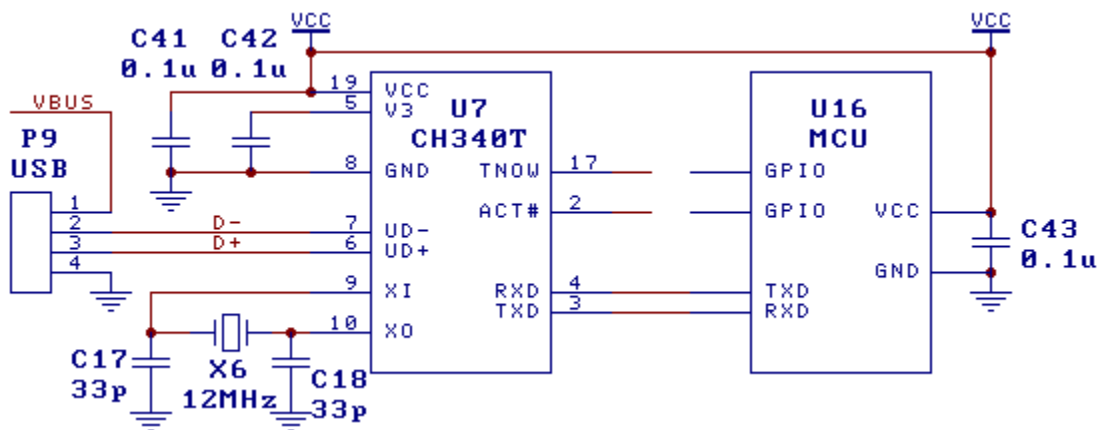 VCC
VCC
C41 C42
0.1u 0.1u
VBUS
P9
USB
19 VCC
5 V3
U7
CH340T
U16
MCU
8 GND
TNOW 17
GPIO
1
ACT# 2
GPIO
VCC
2 D- 7 UD-
3 D+ 6 UD+
4
C43
0.1u
GND
9 XI
RXD 4
TXD
TXD 3
RXD
10 XO
C17
33p
X6
12MHz
C18
33p